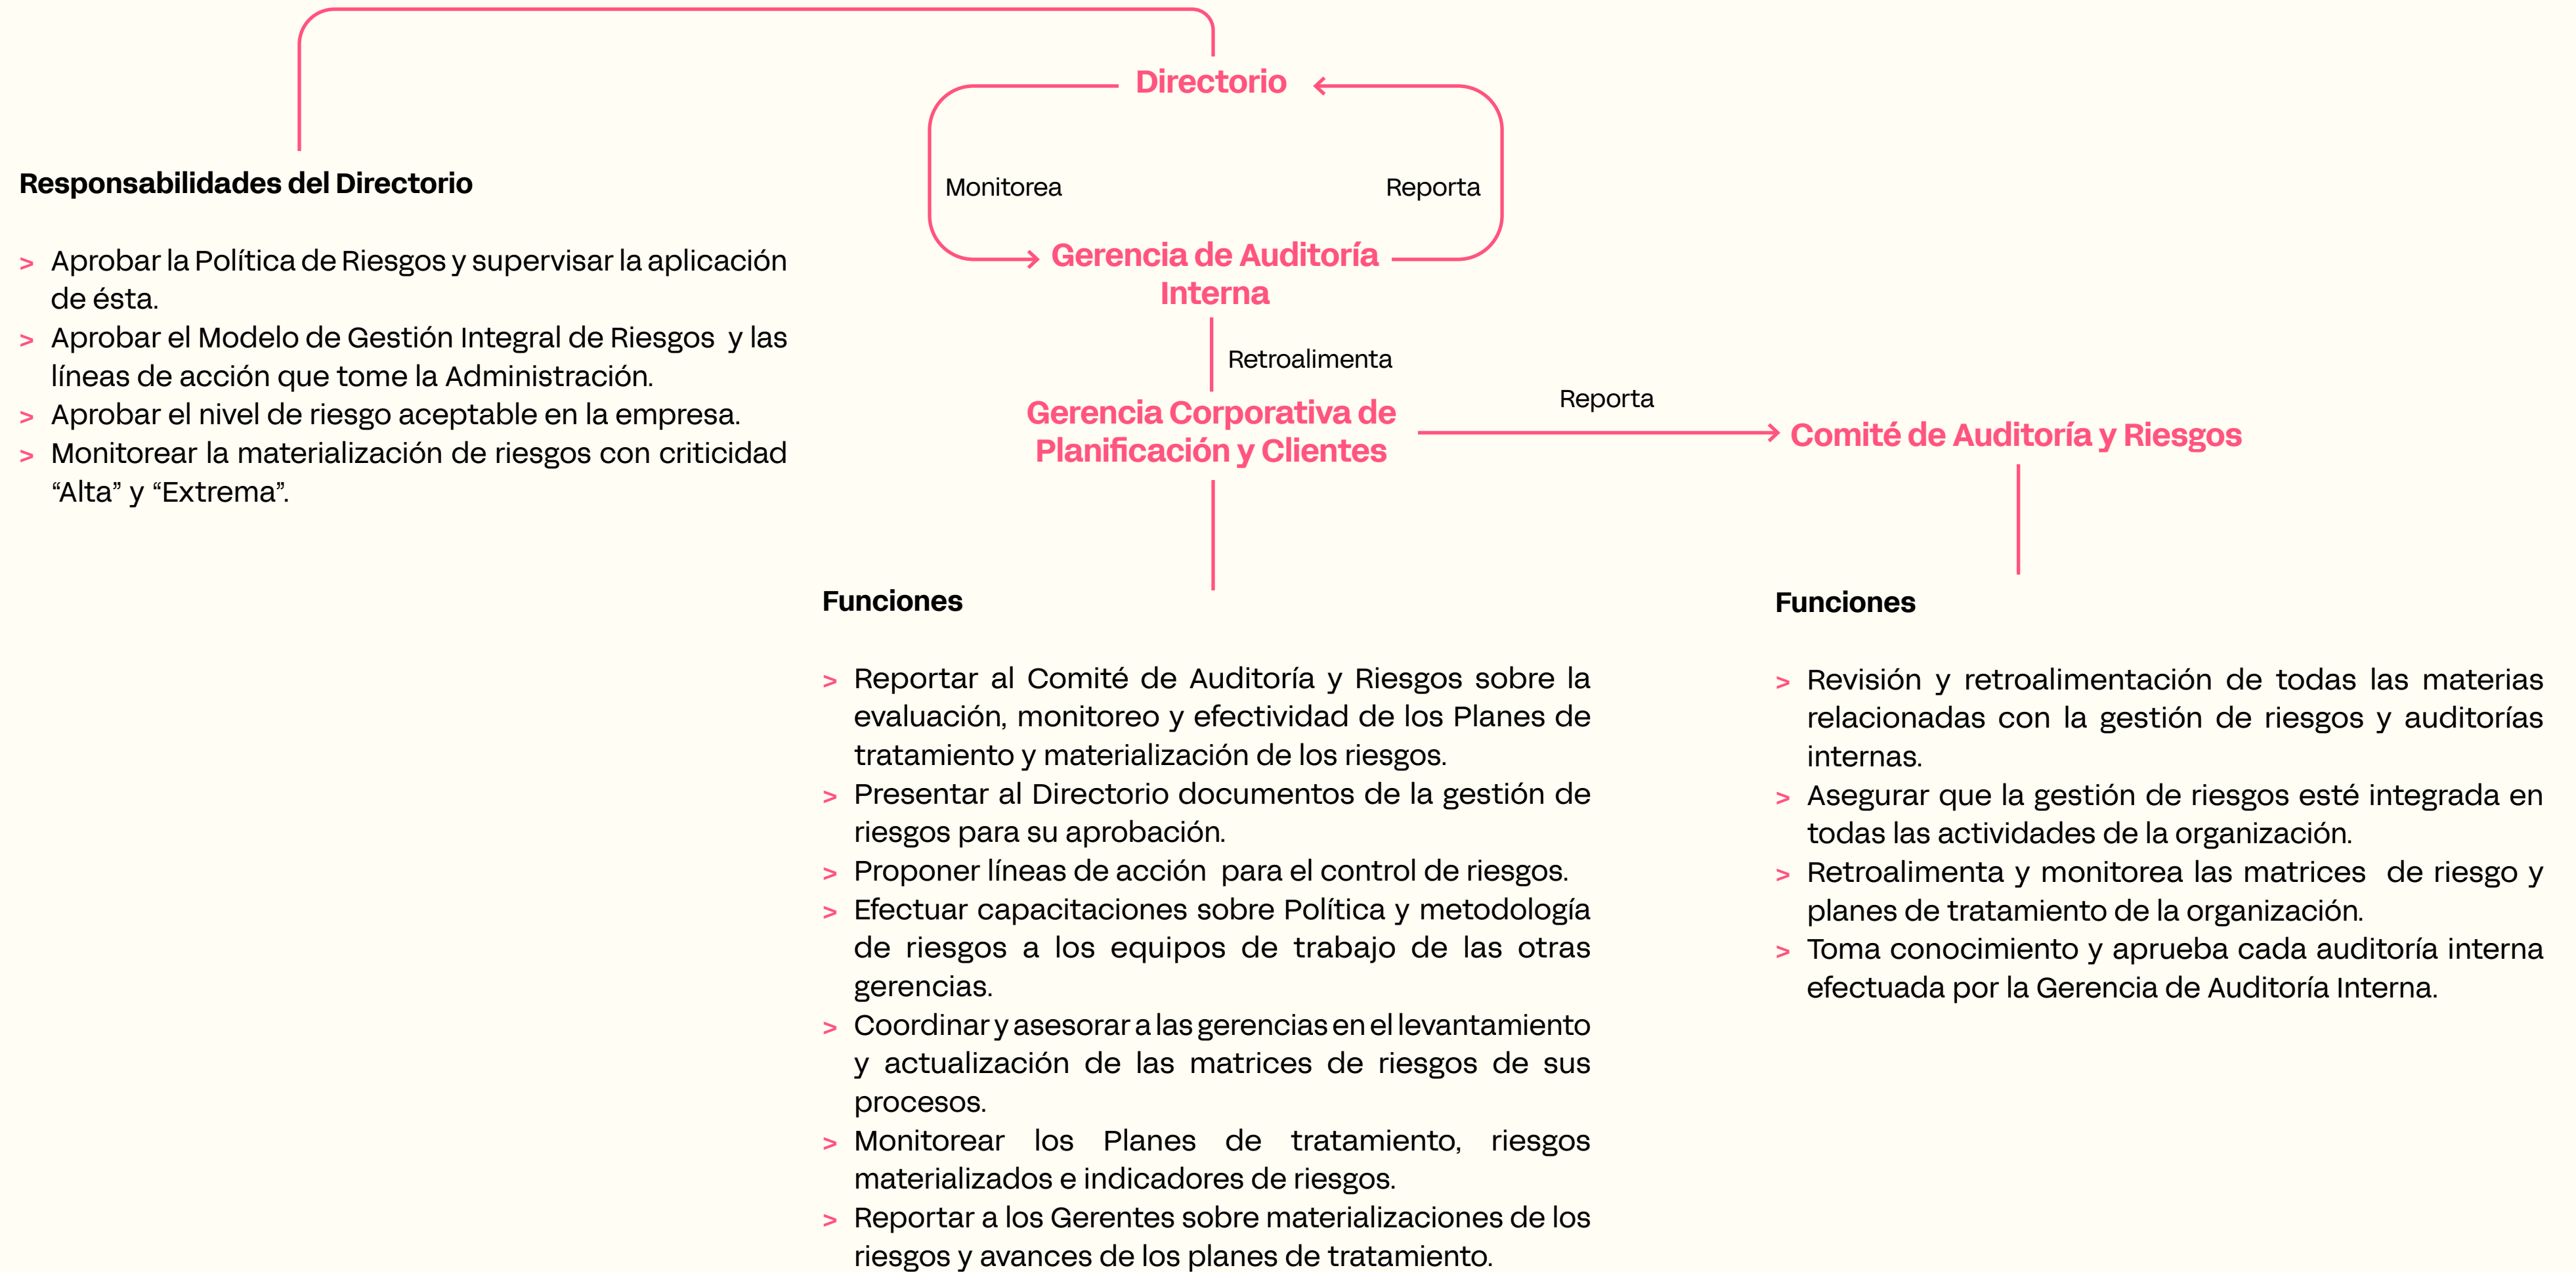 Directorio
Monitorea
Reporta
Gerencia de Auditoría
Interna
Retroalimenta
Gerencia Corporativa de
Planificación y Clientes
Reporta
Comité de Auditoría y Riesgos
Responsabilidades del Directorio
> Aprobar la Política de Riesgos y supervisar la aplicación
de ésta.
> Aprobar el Modelo de Gestión Integral de Riesgos y las
líneas de acción que tome la Administración.
> Aprobar el nivel de riesgo aceptable en la empresa.
> Monitorear la materialización de riesgos con criticidad
“Alta” y “Extrema”.
Funciones
> Reportar al Comité de Auditoría y Riesgos sobre la
evaluación, monitoreo y efectividad de los Planes de
tratamiento y materialización de los riesgos.
> Presentar al Directorio documentos de la gestión de
riesgos para su aprobación.
> Proponer líneas de acción para el control de riesgos.
> Efectuar capacitaciones sobre Política y metodología
de riesgos a los equipos de trabajo de las otras
gerencias.
> Coordinar y asesorar a las gerencias en el levantamiento
y actualización de las matrices de riesgos de sus
procesos.
> Monitorear los Planes de tratamiento, riesgos
materializados e indicadores de riesgos.
> Reportar a los Gerentes sobre materializaciones de los
riesgos y avances de los planes de tratamiento.
Funciones
> Revisión y retroalimentación de todas las materias
relacionadas con la gestión de riesgos y auditorías
internas.
> Asegurar que la gestión de riesgos esté integrada en
todas las actividades de la organización.
> Retroalimenta y monitorea las matrices de riesgo y
planes de tratamiento de la organización.
> Toma conocimiento y aprueba cada auditoría interna
efectuada por la Gerencia de Auditoría Interna.